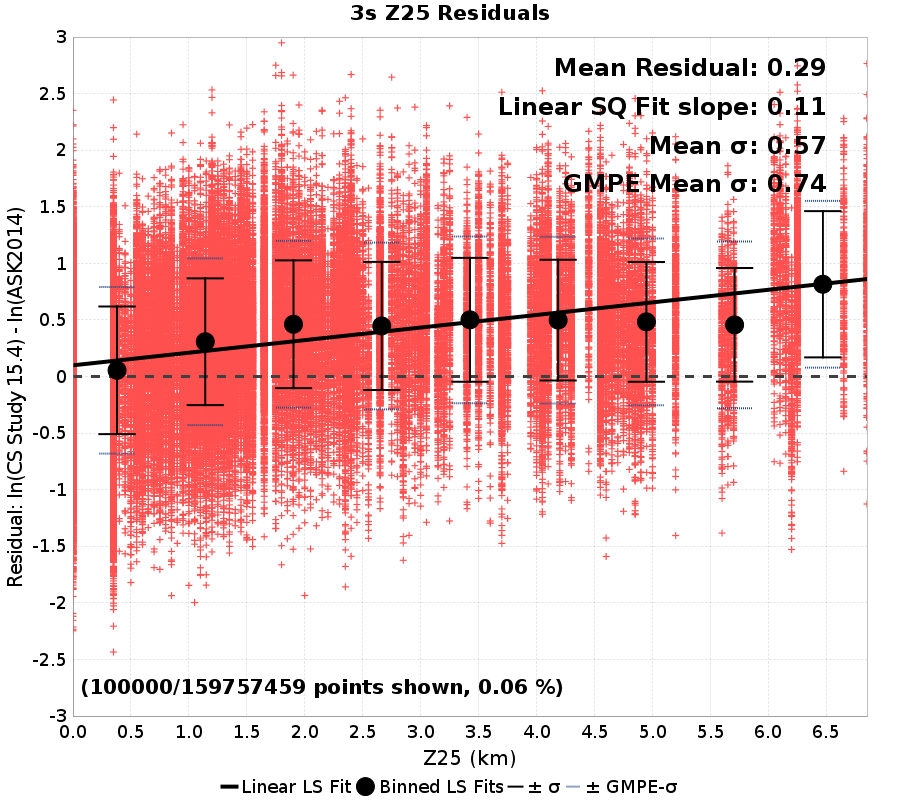 3s Z25 Residuals
Mean Residual: 0.29
Linear SQ Fit slope: 0.11
Mean σ: 0.57
GMPE Mean σ: 0.74
3
2.5
2
1.5
1
0.5
0
-0.5
-1
-1.5
-2
-2.5
-3
Residual: ln(CS Study 15.4) - ln(ASK2014)
(100000/159757459 points shown, 0.06 %)
0.0 0.5 1.0 1.5 2.0 2.5 3.0 3.5 4.0 4.5 5.0 5.5 6.0 6.5
Z25 (km)
Linear LS Fit Binned LS Fits ± σ ± GMPE-σ